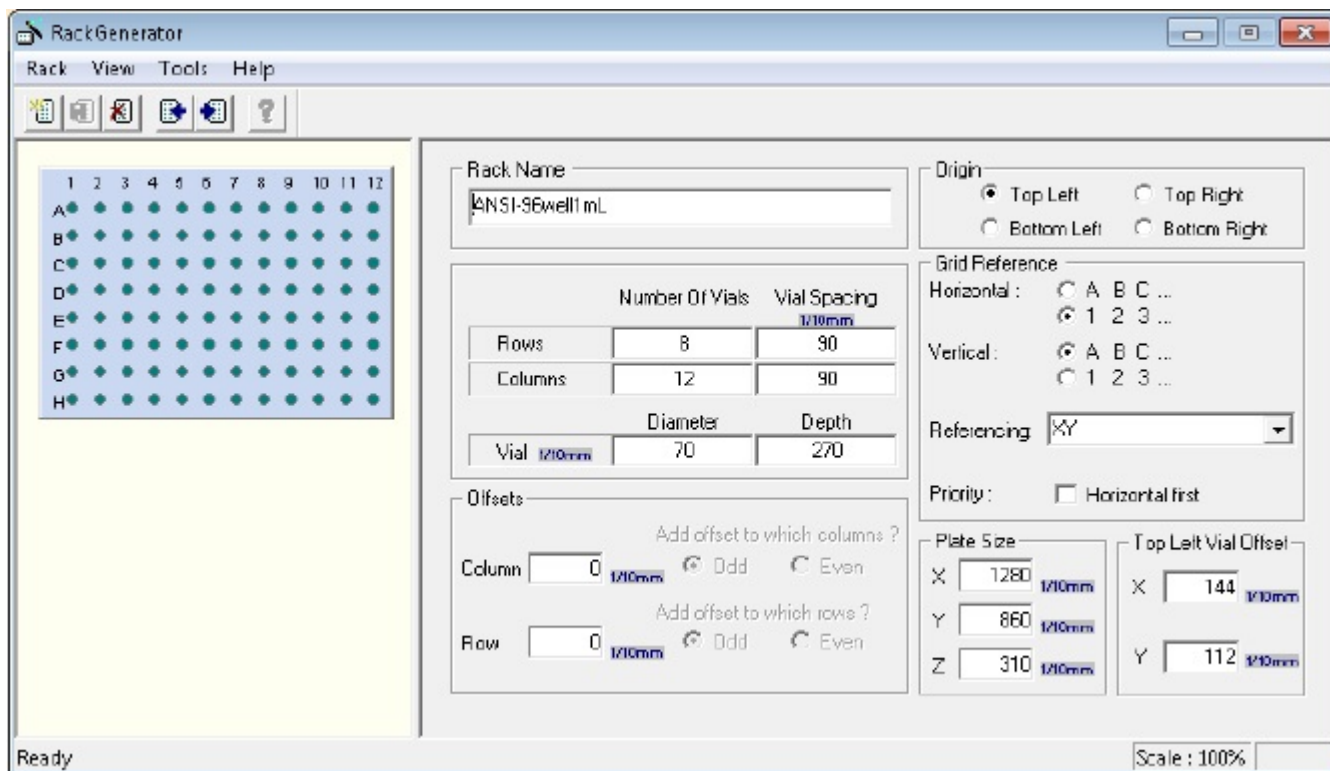 RackGenerator
Rack View Tools Help
1 2 3 4 5 6 7 8 9 10 11 12
A
B
C
D
E
F
G
H
Rack Name
ANSI-96well1mL
Number Of Vials Vial Spacing
1/10mm
Rows 8 90
Columns 12 90
Diameter Depth
Vial 1/10mm 70 270
Offsets
Add offset to which columns ?
Column 0 1/10mm Odd Even
Add offset to which rows ?
Row 0 1/10mm Odd Even
Origin
Top Left Top Right
Bottom Left Bottom Right
Grid Reference
Horizontal : A B C ...
1 2 3 ...
Vertical : A B C ...
1 2 3 ...
Referencing: XY
Priority : Horizontal first
Plate Size
X 1280 1/10mm
Y 860 1/10mm
Z 310 1/10mm
Top Left Vial Offset
X 144 1/10mm
Y 112 1/10mm
Ready
Scale : 100%